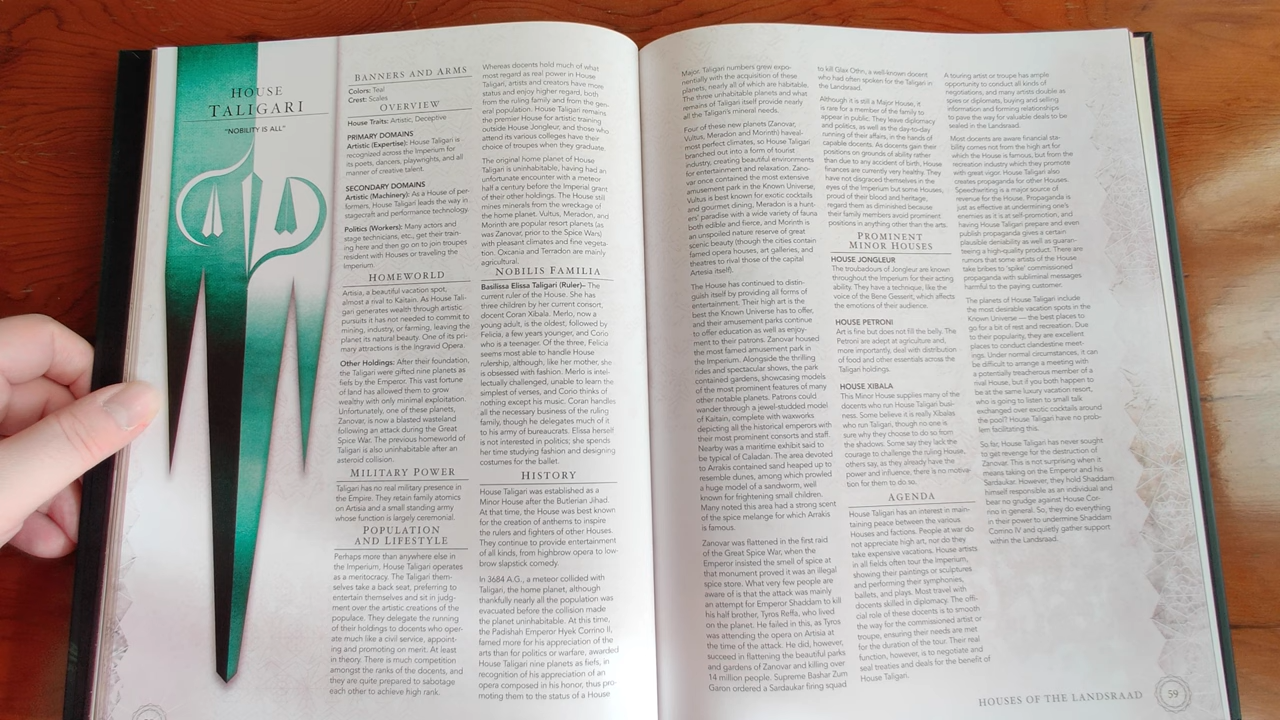 HOUSE
TALIGARI
"NOBILITY IS ALL"
BANNERS AND ARMS
Colors: Teal
Crest: Scales
OVERVIEW
House Traits: Artistic, Deceptive
PRIMARY DOMAINS
Artistic (Expertise): House Taligari is
recognized across the Imperium for
its poets, dancers, playwrights, and all
manner of creative talent.
SECONDARY DOMAINS
Artistic (Machinery): As a House of per-
formers, House Taligari leads the way in
stagecraft and performance technology.
Politics (Workers): Many actors and
stage technicians, etc., get their train-
ing here and then go on to join troupes
resident with Houses or traveling the
Imperium.
HOMEWORLD
Artisia, a beautiful vacation spot,
almost a rival to Kaitain. As House Tali-
gari generates wealth through artistic
pursuits it has not needed to commit to
mining, industry, or farming, leaving the
planet its natural beauty. One of its pri-
mary attractions is the Ingravid Opera.
Other Holdings: After their foundation,
the Taligari were gifted nine planets as
fiefs by the Emperor. This vast fortune
of land has allowed them to grow
wealthy with only minimal exploitation.
Unfortunately, one of these planets,
Zanovar, is now a blasted wasteland
following an attack during the Great
Spice War. The previous homeworld of
Taligari is also uninhabitable after an
asteroid collision.
MILITARY POWER
Taligari has no real military presence in
the Empire. They retain family atomics
on Artisia and a small standing army
whose function is largely ceremonial.
POPULATION
AND LIFESTYLE
Perhaps more than anywhere else in
the Imperium, House Taligari operates
as a meritocracy. The Taligari them-
selves take a back seat, preferring to
entertain themselves and sit in judg-
ment over the artistic creations of the
populace. They delegate the running
of their holdings to docents who oper-
ate much like a civil service, appoint-
ing and promoting on merit. At least
in theory. There is much competition
amongst the ranks of the docents, and
they are quite prepared to sabotage
each other to achieve high rank.
Whereas docents hold much of what
most regard as real power in House
Taligari, artists and creators have more
status and enjoy higher regard, both
from the ruling family and from the gen-
eral population. House Taligari remains
the premier House for artistic training
outside House Jongleur, and those who
attend its various colleges have their
choice of troupes when they graduate.
The original home planet of House
Taligari is uninhabitable, having had an
unfortunate encounter with a meteor
half a century before the Imperial grant
of their other holdings. The House still
mines minerals from the wreckage of
the home planet. Vultus, Meradon, and
Morinth are popular resort planets (as
was Zanovar, prior to the Spice Wars)
with pleasant climates and fine vegeta-
tion. Oxcania and Terradon are mainly
agricultural.
NOBILIS FAMILIA
Basilissa Elissa Taligari (Ruler)– The
current ruler of the House. She has
three children by her current consort,
docent Coran Xibala. Merlo, now a
young adult, is the oldest, followed by
Felicia, a few years younger, and Corio
who is a teenager. Of the three, Felicia
seems most able to handle House
rulership, although, like her mother, she
is obsessed with fashion. Merlo is intel-
lectually challenged, unable to learn the
simplest of verses, and Corio thinks of
nothing except his music. Coran handles
all the necessary business of the ruling
family, though he delegates much of it
to his army of bureaucrats. Elissa herself
is not interested in politics; she spends
her time studying fashion and designing
costumes for the ballet.
HISTORY
House Taligari was established as a
Minor House after the Butlerian Jihad.
At that time, the House was best known
for the creation of anthems to inspire
the rulers and fighters of other Houses.
They continue to provide entertainment
of all kinds, from highbrow opera to low-
brow slapstick comedy.
In 3684 A.G., a meteor collided with
Taligari, the home planet, although
thankfully nearly all the population was
evacuated before the collision made
the planet uninhabitable. At this time,
the Padishah Emperor Hyek Corrino II,
famed more for his appreciation of the
arts than for politics or warfare, awarded
House Taligari nine planets as fiefs, in
recognition of his appreciation of an
opera composed in his honor, thus pro-
moting them to the status of a House
Major. Taligari numbers grew expo-
nentially with the acquisition of these
planets, nearly all of which are habitable.
The three uninhabitable planets and what
remains of Taligari itself provide nearly
all the Taligari's mineral needs.
Four of these new planets (Zanovar,
Vultus, Meradon and Morinth) have al-
most perfect climates, so House Taligari
branched out into a form of tourist
industry, creating beautiful environments
for entertainment and relaxation. Zano-
var once contained the most extensive
amusement park in the Known Universe,
Vultus is best known for exotic cocktails
and gourmet dining, Meradon is a hunt-
ers' paradise with a wide variety of fauna
both edible and fierce, and Morinth is
an unspoiled nature reserve of great
scenic beauty (though the cities contain
famed opera houses, art galleries, and
theatres to rival those of the capital
Artesia itself).
The House has continued to distin-
guish itself by providing all forms of
entertainment. Their high art is the
best the Known Universe has to offer,
and their amusement parks continue
to offer education as well as enjoy-
ment to their patrons. Zanovar housed
the most famed amusement park in
the Imperium. Alongside the thrilling
rides and spectacular shows, the park
contained gardens, showcasing models
of the most prominent features of many
other notable planets. Patrons could
wander through a jewel-studded model
of Kaitain, complete with waxworks
depicting all the historical emperors with
their most prominent consorts and staff.
Nearby was a maritime exhibit said to
be typical of Caladan. The area devoted
to Arrakis contained sand heaped up to
resemble dunes, among which prowled
a huge model of a sandworm, well
known for frightening small children.
Many noted this area had a strong scent
of the spice melange for which Arrakis
is famous.
Zanovar was flattened in the first raid
of the Great Spice War, when the
Emperor insisted the smell of spice at
that monument proved it was an illegal
spice store. What very few people are
aware of is that the attack was mainly
an attempt for Emperor Shaddam to kill
his half brother, Tyros Reffa, who lived
on the planet. He failed in this, as Tyros
was attending the opera on Artisia at
the time of the attack. He did, however,
succeed in flattening the beautiful parks
and gardens of Zanovar and killing over
14 million people. Supreme Bashar Zum
Garon ordered a Sardaukar firing squad
to kill Glax Othn, a well-known docent
who had often spoken for the Taligari in
the Landsraad.
Although it is still a Major House, it
is rare for a member of the family to
appear in public. They leave diplomacy
and politics, as well as the day-to-day
running of their affairs, in the hands of
capable docents. As docents gain their
positions on grounds of ability rather
than due to any accident of birth, House
finances are currently very healthy. They
have not disgraced themselves in the
eyes of the Imperium but some Houses,
proud of their blood and heritage,
regard them as diminished because
their family members avoid prominent
positions in anything other than the arts.
PROMINENT
MINOR HOUSES
HOUSE JONGLEUR
The troubadours of Jongleur are known
throughout the Imperium for their acting
ability. They have a technique, like the
voice of the Bene Gesserit, which affects
the emotions of their audience.
HOUSE PETRONI
Art is fine but does not fill the belly. The
Petroni are adept at agriculture and,
more importantly, deal with distribution
of food and other essentials across the
Taligari holdings.
HOUSE XIBALA
This Minor House supplies many of the
docents who run House Taligari busi-
ness. Some believe it is really Xibalas
who run Taligari, though no one is
sure why they choose to do so from
the shadows. Some say they lack the
courage to challenge the ruling House,
others say, as they already have the
power and influence, there is no motiva-
tion for them to do so.
AGENDA
House Taligari has an interest in main-
taining peace between the various
Houses and factions. People at war do
not appreciate high art, nor do they
take expensive vacations. House artists
in all fields often tour the Imperium,
showing their paintings or sculptures
and performing their symphonies,
ballets, and plays. Most travel with
docents skilled in diplomacy. The offi-
cial role of these docents is to smooth
the way for the commissioned artist or
troupe, ensuring their needs are met
for the duration of the tour. Their real
function, however, is to negotiate and
seal treaties and deals for the benefit of
House Taligari.
A touring artist or troupe has ample
opportunity to conduct all kinds of
negotiations, and many artists double as
spies or diplomats, buying and selling
information and forming relationships
to pave the way for valuable deals to be
sealed in the Landsraad.
Most docents are aware financial sta-
bility comes not from the high art for
which the House is famous, but from the
recreation industry which they promote
with great vigor. House Taligari also
creates propaganda for other Houses.
Speechwriting is a major source of
revenue for the House. Propaganda is
just as effective at undermining one's
enemies as it is at self-promotion, and
having House Taligari prepare and even
publish propaganda gives a certain
plausible deniability as well as guaran-
teeing a high-quality product. There are
rumors that some artists of the House
take bribes to 'spike' commissioned
propaganda with subliminal messages
harmful to the paying customer.
The planets of House Taligari include
the most desirable vacation spots in the
Known Universe — the best places to
go for a bit of rest and recreation. Due
to their popularity, they are excellent
places to conduct clandestine meet-
ings. Under normal circumstances, it can
be difficult to arrange a meeting with
a potentially treacherous member of a
rival House, but if you both happen to
be at the same luxury vacation resort,
who is going to listen to small talk
exchanged over exotic cocktails around
the pool? House Taligari have no prob-
lem facilitating this.
So far, House Taligari has never sought
to get revenge for the destruction of
Zanovar. This is not surprising when it
means taking on the Emperor and his
Sardaukar. However, they hold Shaddam
himself responsible as an individual and
bear no grudge against House Cor-
rino in general. So, they do everything
in their power to undermine Shaddam
Corrino IV and quietly gather support
within the Landsraad.
HOUSES OF THE LANDSRAAD
59